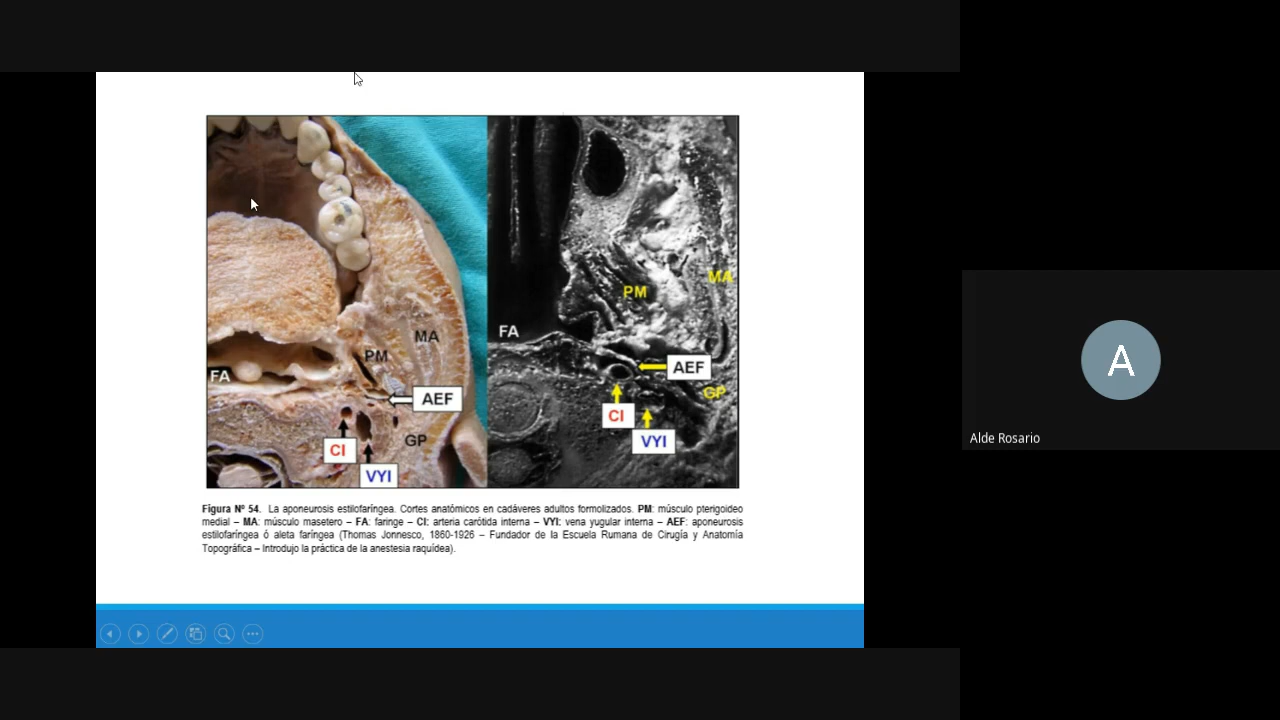 FA
PM
MA
AEF
CI
GP
VYI
PM
MA
FA
AEF
GP
CI
VYI
Figura Nº 54. La aponeurosis estilofaríngea. Cortes anatómicos en cadáveres adultos formolizados. PM: músculo pterigoideo
medial – MA: músculo masetero – FA: faringe – CI: arteria carótida interna – VYI: vena yugular interna – AEF: aponeurosis
estilofaríngea ó aleta faríngea (Thomas Jonnesco, 1860-1926 – Fundador de la Escuela Rumana de Cirugía y Anatomía
Topográfica – Introdujo la práctica de la anestesia raquídea).
A
Alde Rosario